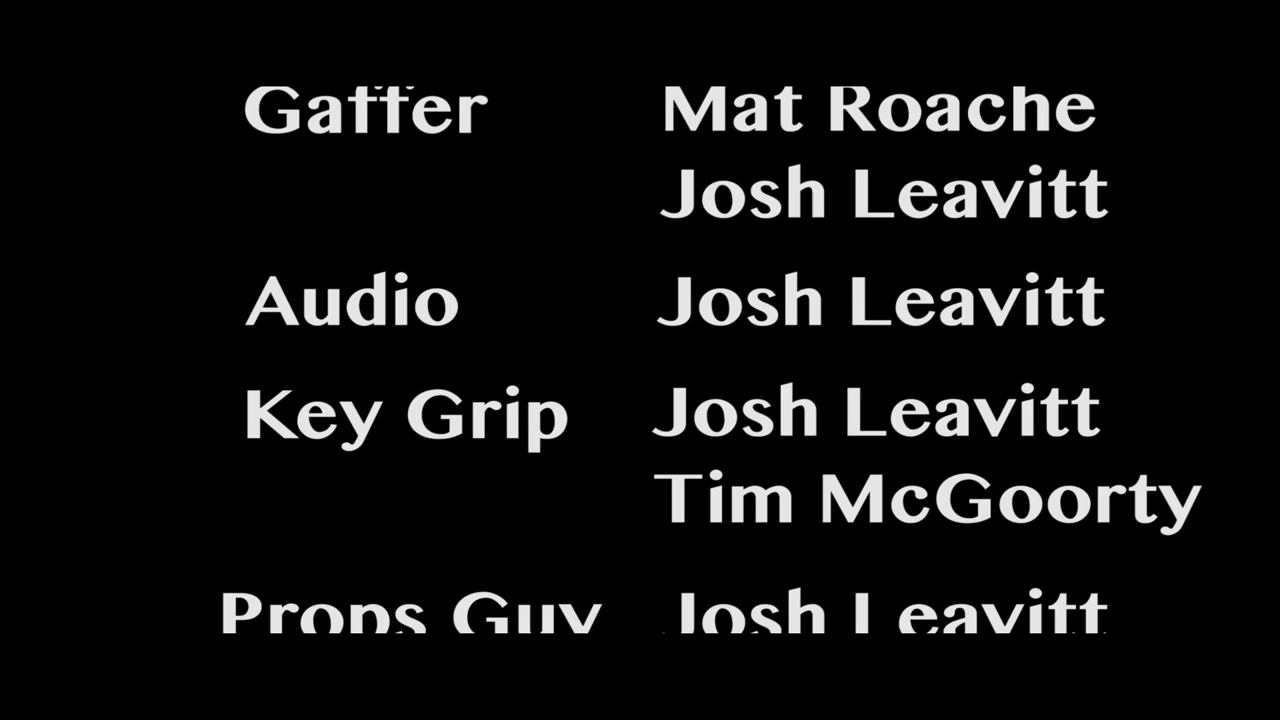 Gaffer Mat Roache
Josh Leavitt
Audio Josh Leavitt
Key Grip Josh Leavitt
Tim McGoorty
Props Guy Josh Leavitt